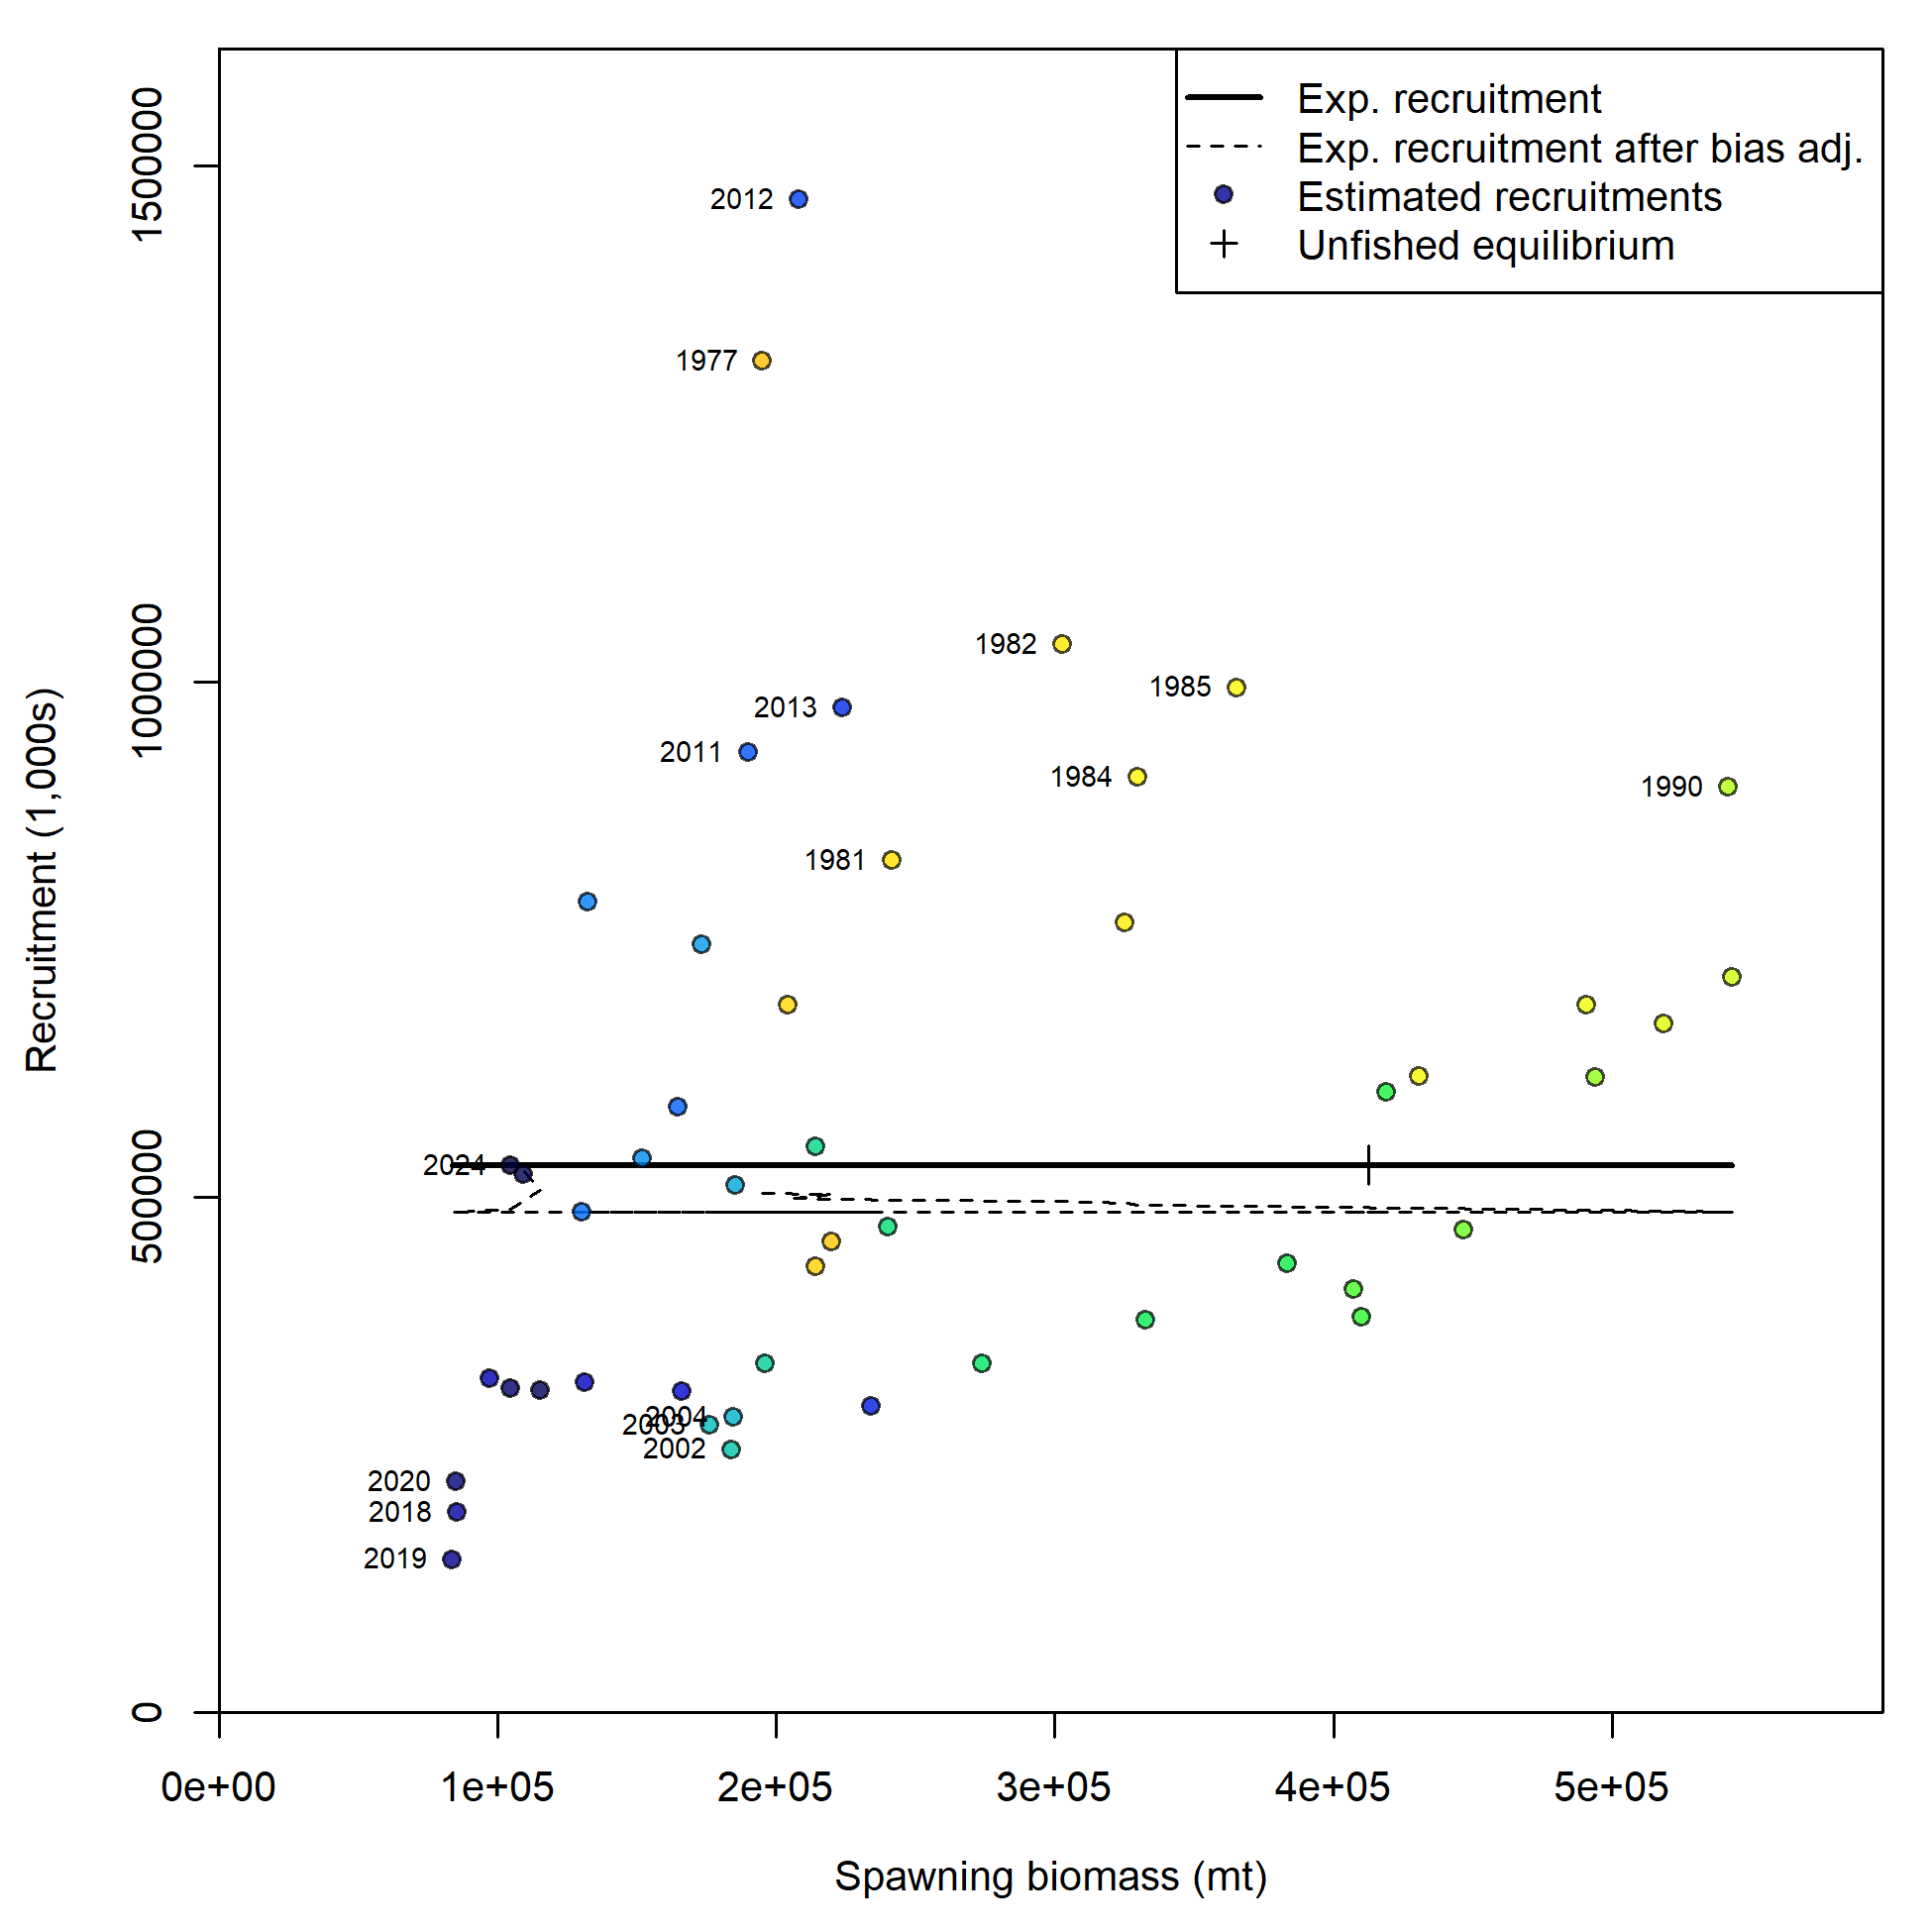 Exp. recruitment
Exp. recruitment after bias adj.
Estimated recruitments
Unfished equilibrium
1500000
1000000
500000
0
Recruitment (1,000s)
2012
1977
1982
1985
2013
2011
1984
1990
1981
2024
2004
2003
2002
2020
2018
2019
0e+00 1e+05 2e+05 3e+05 4e+05 5e+05
Spawning biomass (mt)